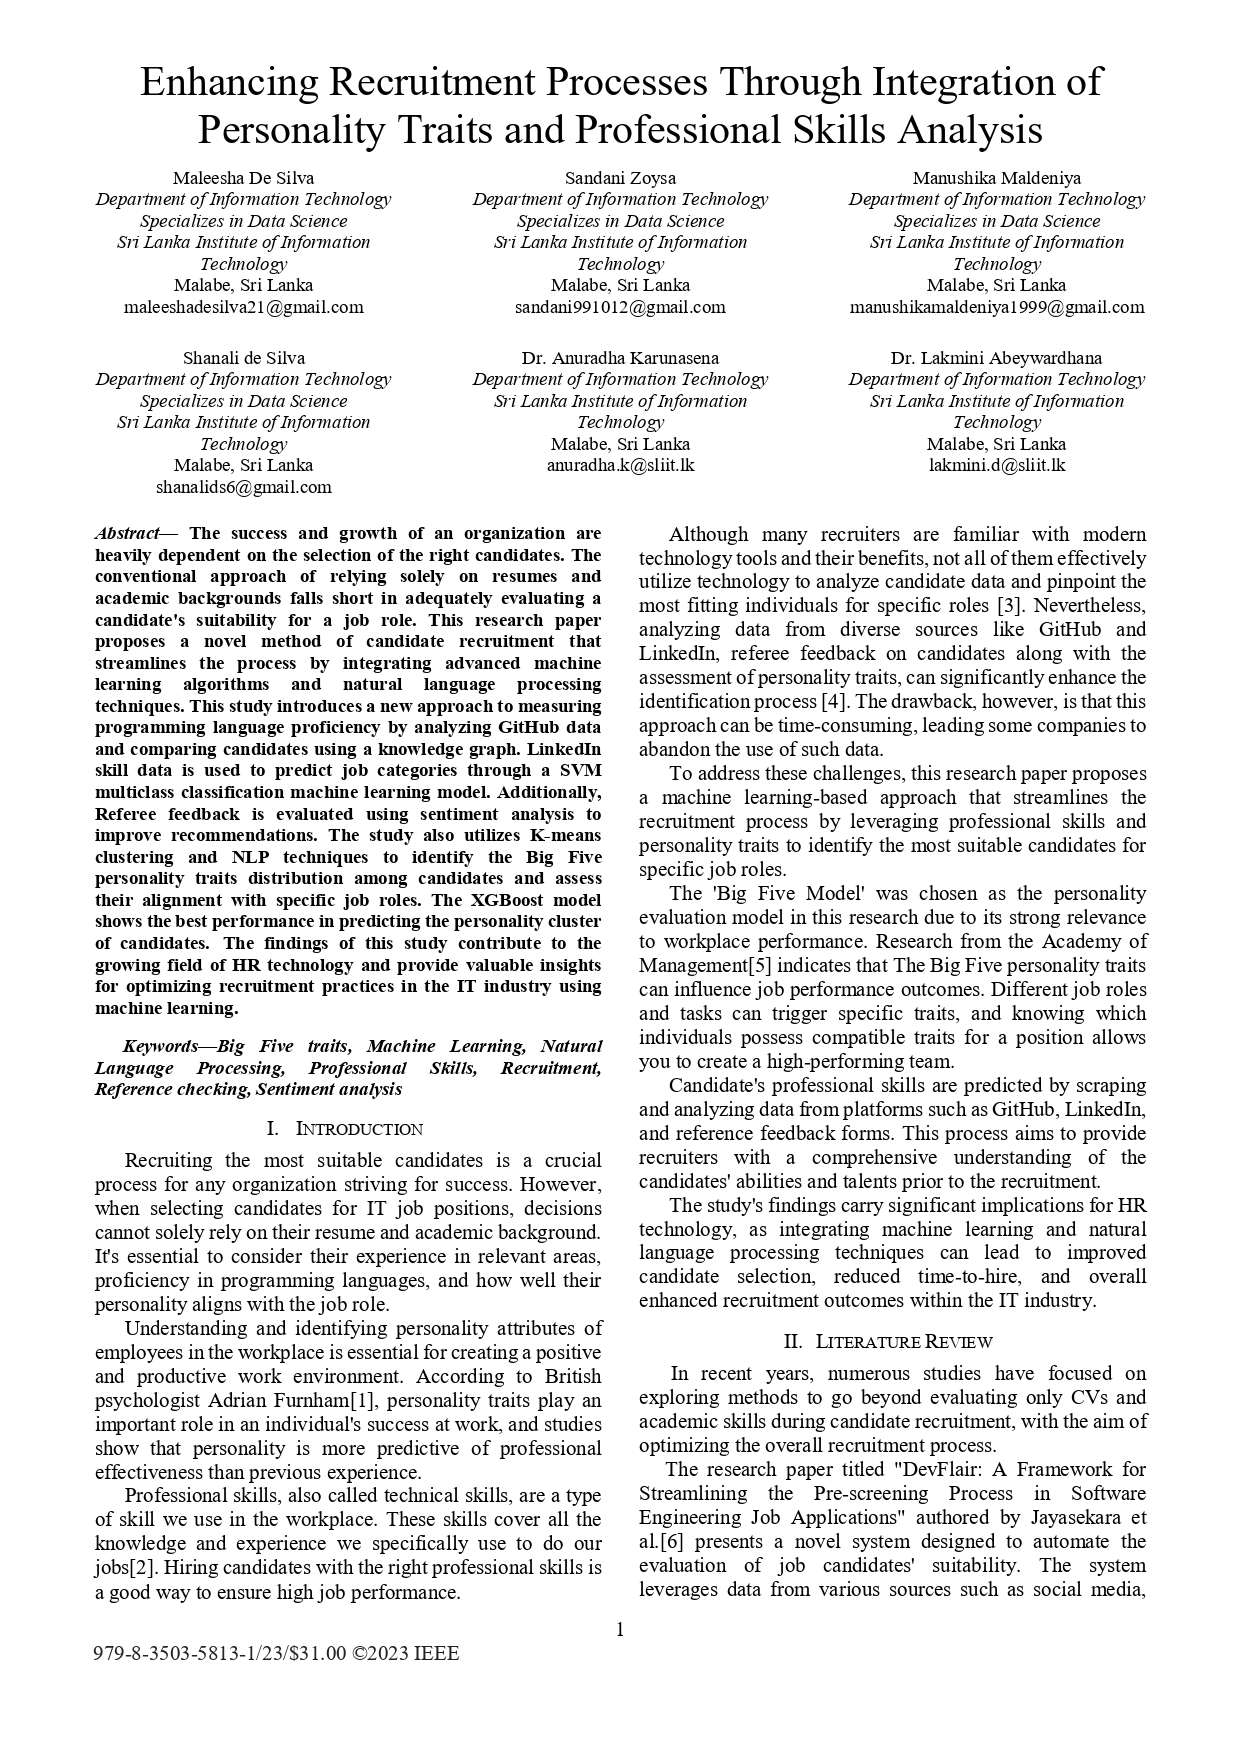 Enhancing Recruitment Processes Through Integration of
Personality Traits and Professional Skills Analysis
Maleesha De Silva
Department of Information Technology
Specializes in Data Science
Sri Lanka Institute of Information
Technology
Malabe, Sri Lanka
maleeshadesilva21@gmail.com
Sandani Zoysa
Department of Information Technology
Specializes in Data Science
Sri Lanka Institute of Information
Technology
Malabe, Sri Lanka
sandani991012@gmail.com
Manushika Maldeniya
Department of Information Technology
Specializes in Data Science
Sri Lanka Institute of Information
Technology
Malabe, Sri Lanka
manushikamaldeniya1999@gmail.com
Shanali de Silva
Department of Information Technology
Specializes in Data Science
Sri Lanka Institute of Information
Technology
Malabe, Sri Lanka
shanalids6@gmail.com
Dr. Anuradha Karunasena
Department of Information Technology
Sri Lanka Institute of Information
Technology
Malabe, Sri Lanka
anuradha.k@sliit.lk
Dr. Lakmini Abeywardhana
Department of Information Technology
Sri Lanka Institute of Information
Technology
Malabe, Sri Lanka
lakmini.d@sliit.lk
Abstract— The success and growth of an organization are
heavily dependent on the selection of the right candidates. The
conventional approach of relying solely on resumes and
academic backgrounds falls short in adequately evaluating a
candidate's suitability for a job role. This research paper
proposes a novel method of candidate recruitment that
streamlines the process by integrating advanced machine
learning algorithms and natural language processing
techniques. This study introduces a new approach to measuring
programming language proficiency by analyzing GitHub data
and comparing candidates using a knowledge graph. LinkedIn
skill data is used to predict job categories through a SVM
multiclass classification machine learning model. Additionally,
Referee feedback is evaluated using sentiment analysis to
improve recommendations. The study also utilizes K-means
clustering and NLP techniques to identify the Big Five
personality traits distribution among candidates and assess
their alignment with specific job roles. The XGBoost model
shows the best performance in predicting the personality cluster
of candidates. The findings of this study contribute to the
growing field of HR technology and provide valuable insights
for optimizing recruitment practices in the IT industry using
machine learning.
Keywords—Big Five traits, Machine Learning, Natural
Language Processing, Professional Skills, Recruitment,
Reference checking, Sentiment analysis
I. INTRODUCTION
Recruiting the most suitable candidates is a crucial
process for any organization striving for success. However,
when selecting candidates for IT job positions, decisions
cannot solely rely on their resume and academic background.
It's essential to consider their experience in relevant areas,
proficiency in programming languages, and how well their
personality aligns with the job role.
Understanding and identifying personality attributes of
employees in the workplace is essential for creating a positive
and productive work environment. According to British
psychologist Adrian Furnham[1], personality traits play an
important role in an individual's success at work, and studies
show that personality is more predictive of professional
effectiveness than previous experience.
Professional skills, also called technical skills, are a type
of skill we use in the workplace. These skills cover all the
knowledge and experience we specifically use to do our
jobs[2]. Hiring candidates with the right professional skills is
a good way to ensure high job performance.
Although many recruiters are familiar with modern
technology tools and their benefits, not all of them effectively
utilize technology to analyze candidate data and pinpoint the
most fitting individuals for specific roles [3]. Nevertheless,
analyzing data from diverse sources like GitHub and
LinkedIn, referee feedback on candidates along with the
assessment of personality traits, can significantly enhance the
identification process [4]. The drawback, however, is that this
approach can be time-consuming, leading some companies to
abandon the use of such data.
To address these challenges, this research paper proposes
a machine learning-based approach that streamlines the
recruitment process by leveraging professional skills and
personality traits to identify the most suitable candidates for
specific job roles.
The 'Big Five Model' was chosen as the personality
evaluation model in this research due to its strong relevance
to workplace performance. Research from the Academy of
Management[5] indicates that The Big Five personality traits
can influence job performance outcomes. Different job roles
and tasks can trigger specific traits, and knowing which
individuals possess compatible traits for a position allows
you to create a high-performing team.
Candidate's professional skills are predicted by scraping
and analyzing data from platforms such as GitHub, LinkedIn,
and reference feedback forms. This process aims to provide
recruiters with a comprehensive understanding of the
candidates' abilities and talents prior to the recruitment.
The study's findings carry significant implications for HR
technology, as integrating machine learning and natural
language processing techniques can lead to improved
candidate selection, reduced time-to-hire, and overall
enhanced recruitment outcomes within the IT industry.
II. LITERATURE REVIEW
In recent years, numerous studies have focused on
exploring methods to go beyond evaluating only CVs and
academic skills during candidate recruitment, with the aim of
optimizing the overall recruitment process.
The research paper titled "DevFlair: A Framework for
Streamlining the Pre-screening Process in Software
Engineering Job Applications" authored by Jayasekara et
al.[6] presents a novel system designed to automate the
evaluation of job candidates' suitability. The system
leverages data from various sources such as social media,
1
979-8-3503-5813-1/23/$31.00 ©2023 IEEE